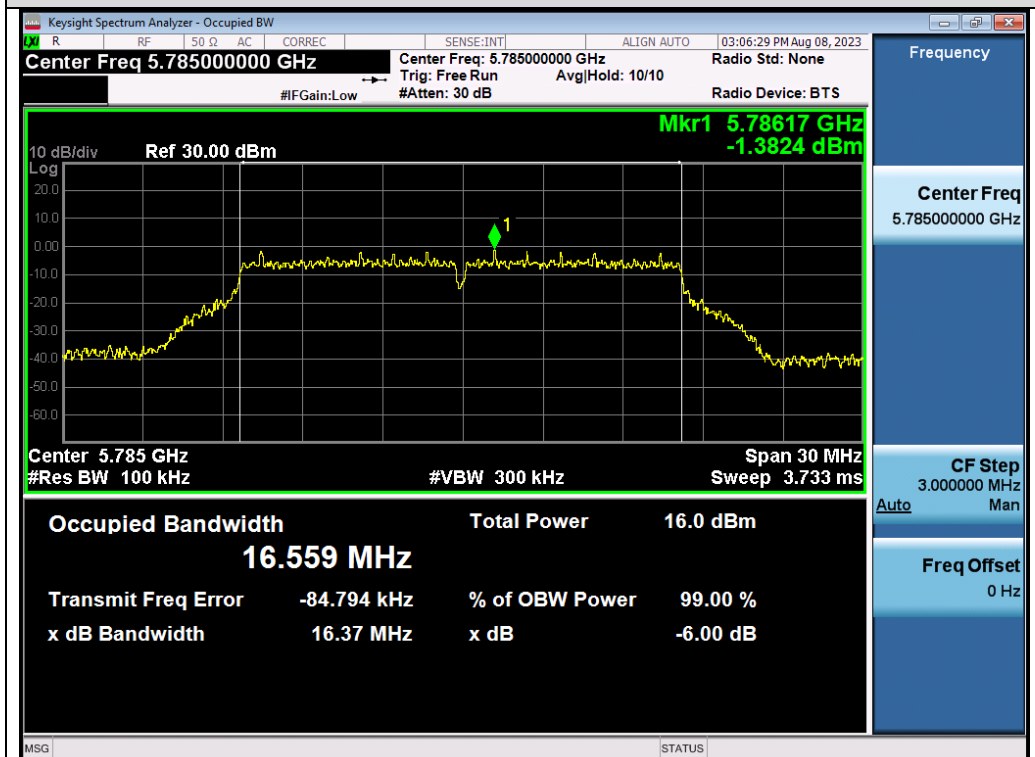 Keysight Spectrum Analyzer - Occupied BW
LXI R RF 50 Ω AC CORREC SENSE:INT ALIGN AUTO 03:06:29 PM Aug 08, 2023
Center Freq 5.785000000 GHz
Center Freq: 5.785000000 GHz Radio Std: None
Trig: Free Run Avg|Hold: 10/10
#IFGain:Low #Atten: 30 dB Radio Device: BTS
Mkr1 5.78617 GHz
-1.3824 dBm
10 dB/div Ref 30.00 dBm
Log
20.0
10.0
0.00
-10.0
-20.0
-30.0
-40.0
-50.0
-60.0
1
Center 5.785 GHz Span 30 MHz
#Res BW 100 kHz #VBW 300 kHz Sweep 3.733 ms
Occupied Bandwidth Total Power 16.0 dBm
16.559 MHz
Transmit Freq Error -84.794 kHz % of OBW Power 99.00 %
x dB Bandwidth 16.37 MHz x dB -6.00 dB
Frequency
Center Freq
5.785000000 GHz
CF Step
3.000000 MHz
Auto Man
Freq Offset
0 Hz
MSG STATUS